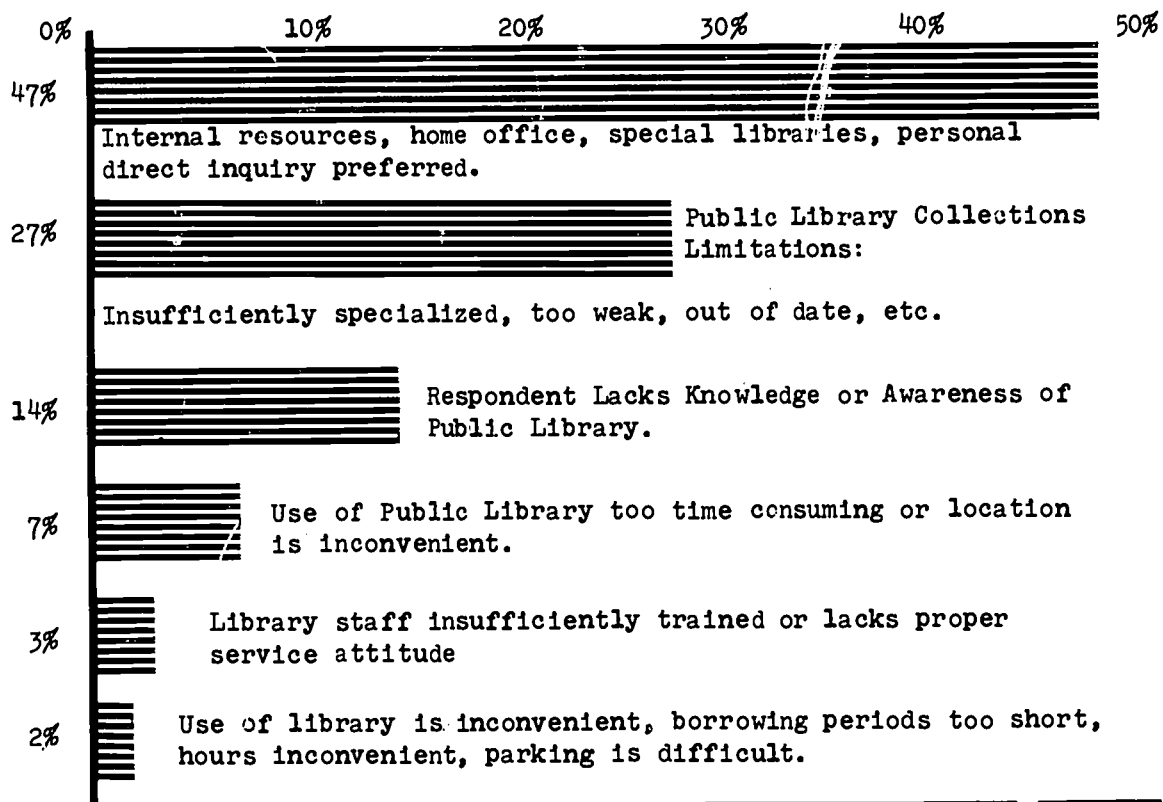 0% 10% 20% 30% 40% 50%
47%
Internal resources, home office, special libraries, personal
direct inquiry preferred.
27%
Public Library Collections
Limitations:
Insufficiently specialized, too weak, out of date, etc.
14%
Respondent Lacks Knowledge or Awareness of
Public Library.
7%
Use of Public Library too time consuming or location
is inconvenient.
3%
Library staff insufficiently trained or lacks proper
service attitude
2%
Use of library is inconvenient, borrowing periods too short,
hours inconvenient, parking is difficult.